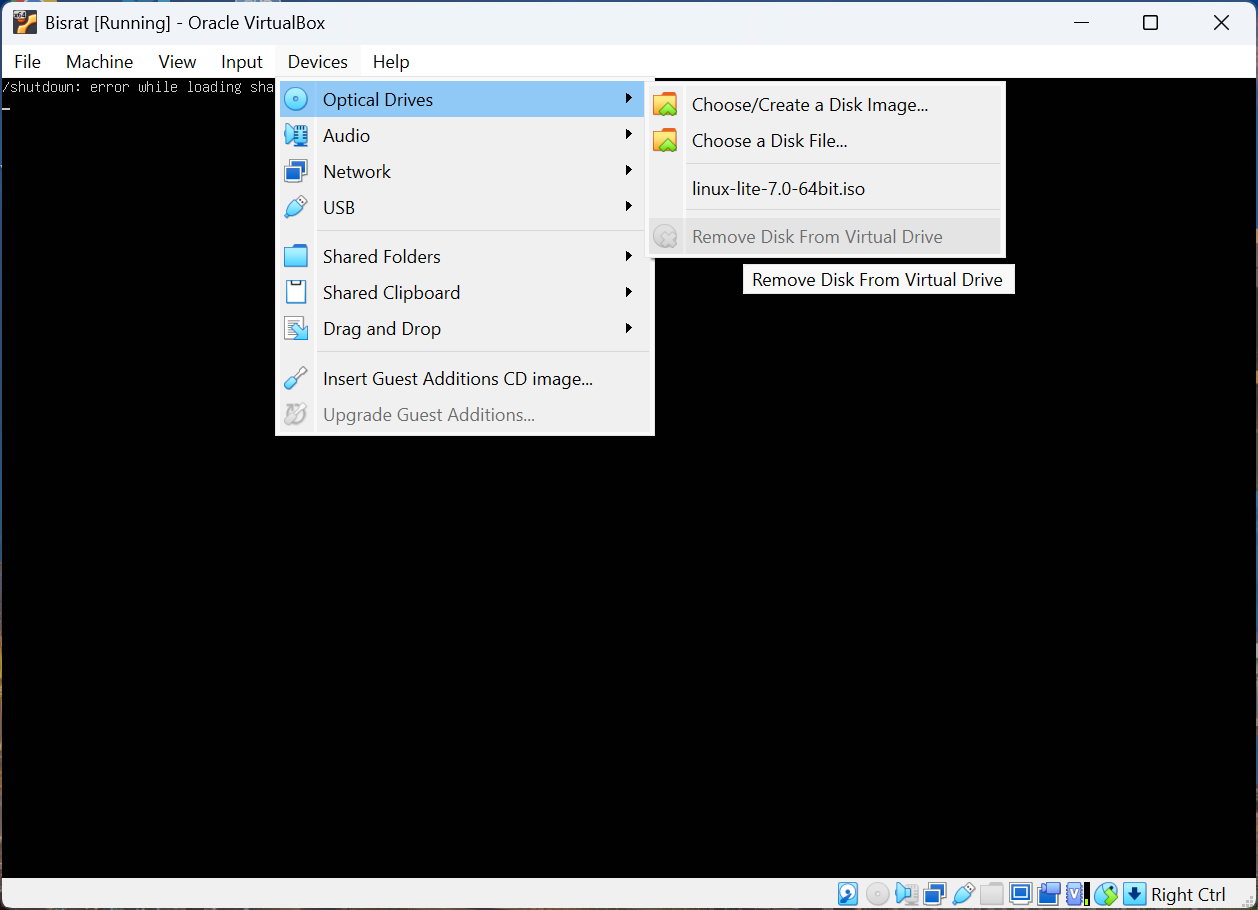 Bisrat [Running] - Oracle VirtualBox
File Machine View Input Devices Help
/shutdown: error while loading sha
Optical Drives
Audio
Network
USB
Shared Folders
Shared Clipboard
Drag and Drop
Insert Guest Additions CD image...
Upgrade Guest Additions...
Choose/Create a Disk Image...
Choose a Disk File...
linux-lite-7.0-64bit.iso
Remove Disk From Virtual Drive
Remove Disk From Virtual Drive
Right Ctrl